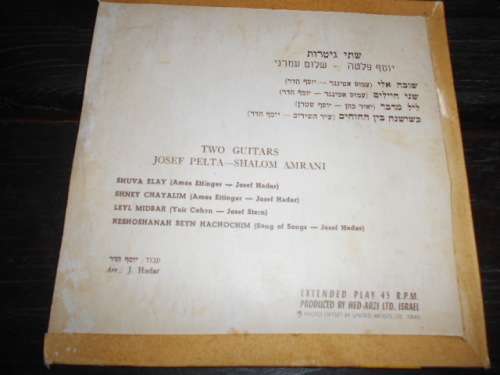 שתי גיטרות
יוסף פלטה – שלום עמרני
שובה אלי (עמוס אטינגר – יוסף הדר)
שני חיילים (עמוס אטינגר – יוסף הדר)
ליל מדבר (יאיר כהן – יוסף שטרן)
כשושנה בין החוחים (שיר השירים – יוסף הדר)
TWO GUITARS
JOSEF PELTA—SHALOM AMRANI
SHUVA ELAY (Amos Ettinger — Josef Hadar)
SHNEY CHAYALIM (Amos Ettinger — Josef Hadar)
LEYL MIDBAR (Yair Cohen — Josef Stern)
KESHOSHANAH BEYN HACHOCHIM (Song of Songs — Josef Hadar)
עבוד: יוסף הדר
Arr.: J. Hadar
EXTENDED PLAY 45 R.P.M.
PRODUCED BY HED-ARZI LTD. ISRAEL